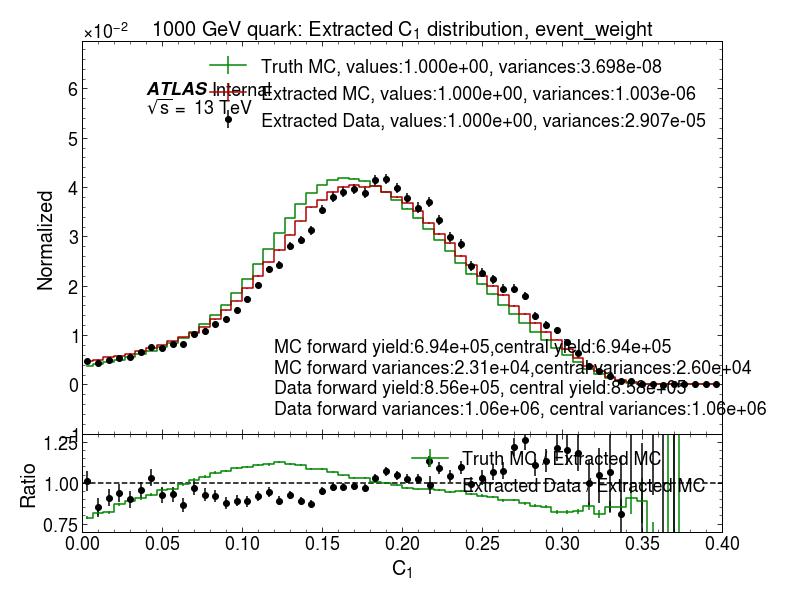 ×10−2
1000 GeV quark: Extracted C1 distribution, event_weight
Truth MC, values:1.000e+00, variances:3.698e-08
ATLAS Internal
Extracted MC, values:1.000e+00, variances:1.003e-06
√s = 13 TeV
Extracted Data, values:1.000e+00, variances:2.907e-05
6
5
4
3
2
1
0
1
Normalized
MC forward yield:6.94e+05,central yield:6.94e+05
MC forward variances:2.31e+04,central variances:2.60e+04
Data forward yield:8.56e+05, central yield:8.58e+05
Data forward variances:1.06e+06, central variances:1.06e+06
1.25
1.00
0.75
Ratio
Truth MC / Extracted MC
Extracted Data / Extracted MC
0.00 0.05 0.10 0.15 0.20 0.25 0.30 0.35 0.40
C1